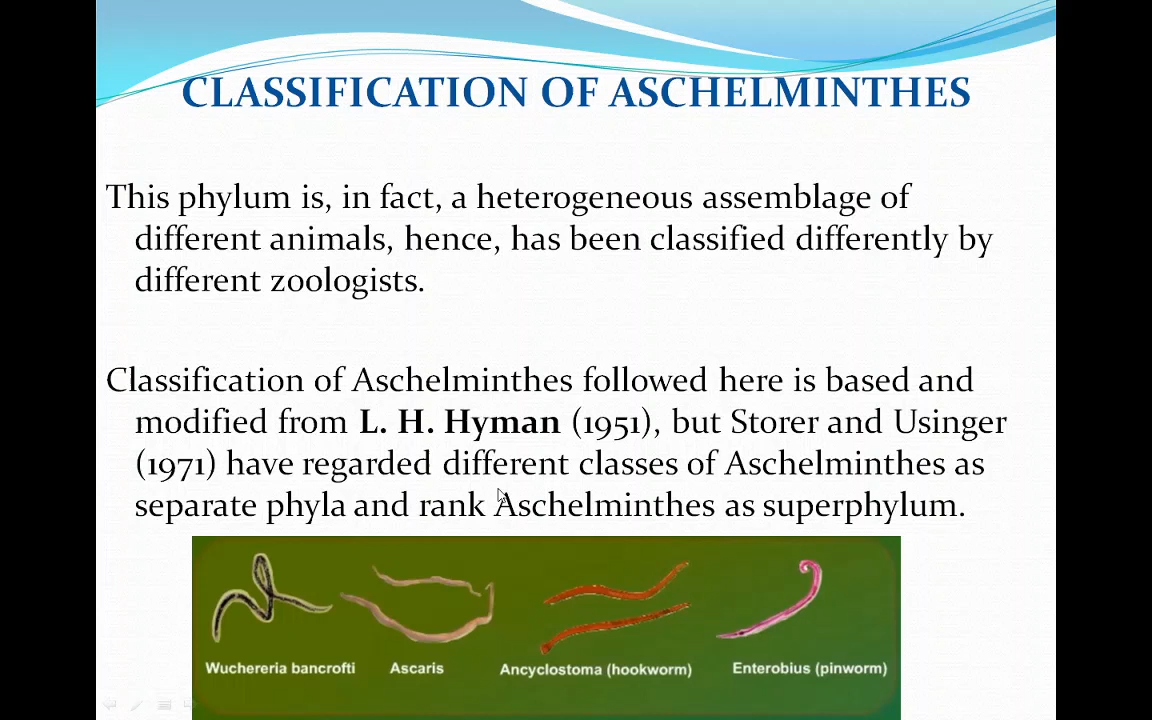 CLASSIFICATION OF ASCHELMINTHES
This phylum is, in fact, a heterogeneous assemblage of
different animals, hence, has been classified differently by
different zoologists.
Classification of Aschelminthes followed here is based and
modified from L. H. Hyman (1951), but Storer and Usinger
(1971) have regarded different classes of Aschelminthes as
separate phyla and rank Aschelminthes as superphylum.
Wuchereria bancrofti
Ascaris
Ancyclostoma (hookworm)
Enterobius (pinworm)